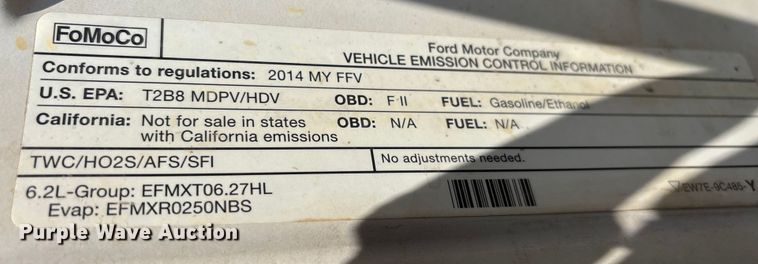 FoMoCo
Ford Motor Company
VEHICLE EMISSION CONTROL INFORMATION
Conforms to regulations: 2014 MY FFV
U.S. EPA: T2B8 MDPV/HDV OBD: F II FUEL: Gasoline/Ethanol
California: Not for sale in states OBD: N/A FUEL: N/A
with California emissions
TWC/HO2S/AFS/SFI No adjustments needed.
6.2L-Group: EFMXT06.27HL
Evap: EFMXR0250NBS
EW7E-9C485-Y
Purple Wave Auction